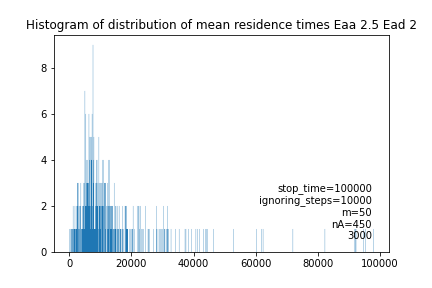 Histogram of distribution of mean residence times Eaa 2.5 Ead 2
8
6
4
2
0
stop_time=100000
ignoring_steps=10000
m=50
nA=450
3000
0 20000 40000 60000 80000 100000